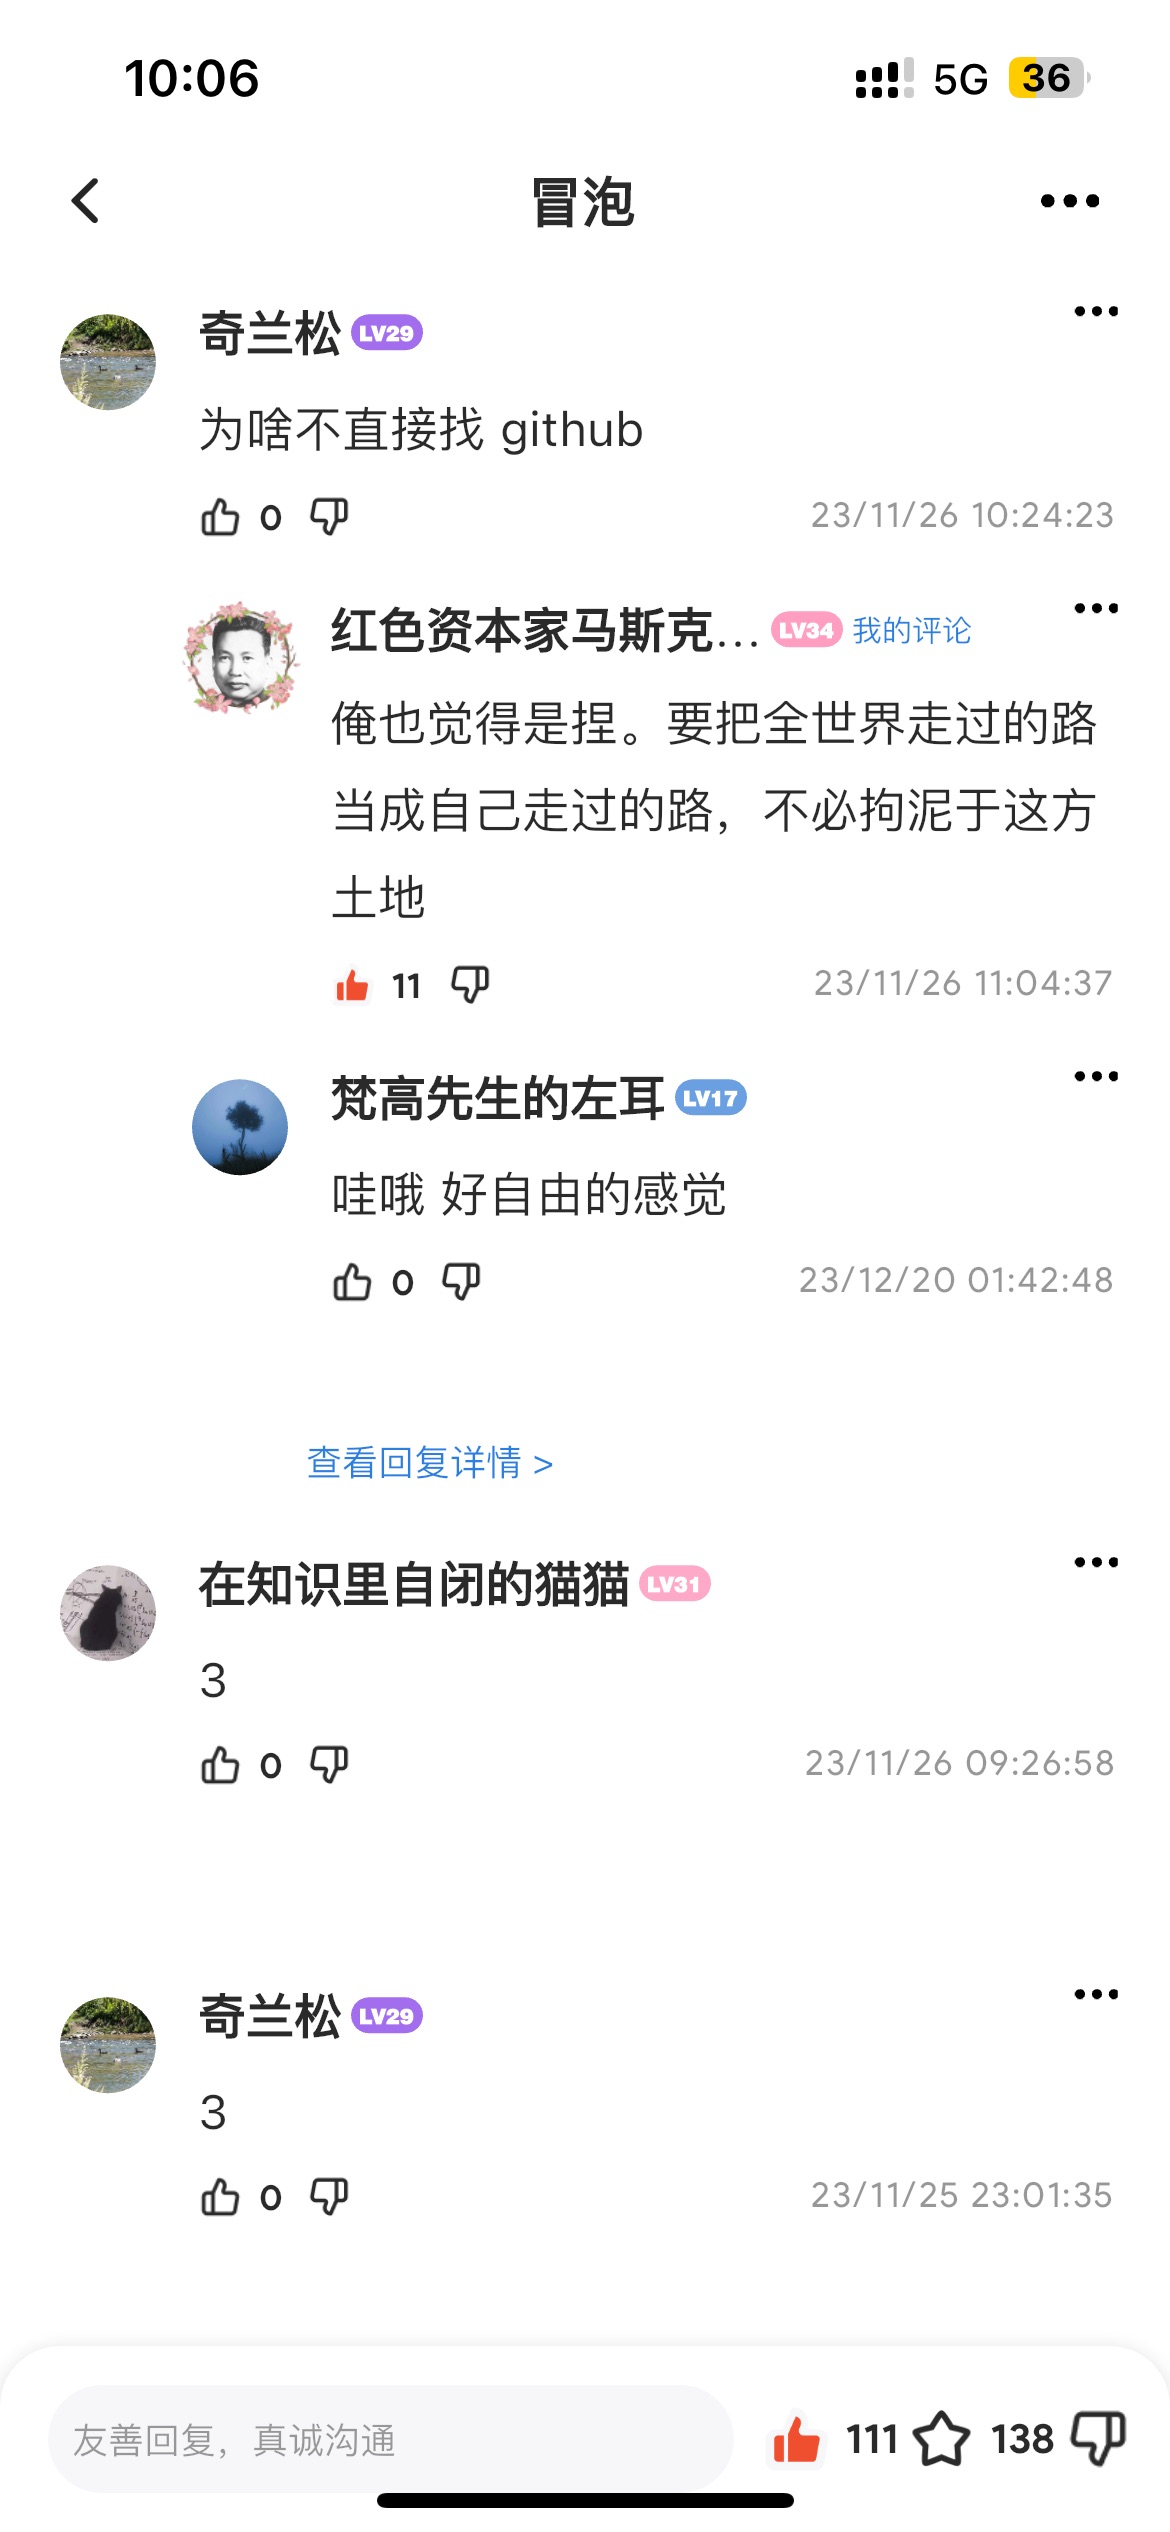 10:06
5G 36
冒泡
奇兰松 LV29
为啥不直接找 github
0
23/11/26 10:24:23
红色资本家马斯克... LV34 我的评论
俺也觉得是捏。要把全世界走过的路
当成自己走过的路，不必拘泥于这方
土地
11
23/11/26 11:04:37
梵高先生的左耳 LV17
哇哦 好自由的感觉
0
23/12/20 01:42:48
查看回复详情 >
在知识里自闭的猫猫 LV31
3
0
23/11/26 09:26:58
奇兰松 LV29
3
0
23/11/25 23:01:35
友善回复，真诚沟通
111
138